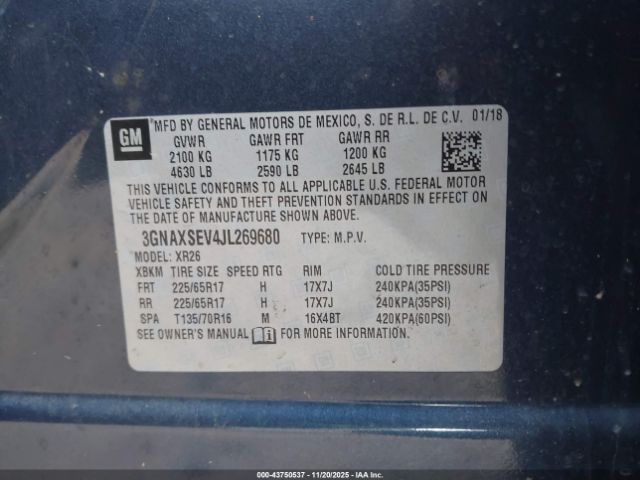 GM
MFD BY GENERAL MOTORS DE MEXICO, S. DE R.L. DE C.V. 01/18
GVWR GAWR FRT GAWR RR
2100 KG 1175 KG 1200 KG
4630 LB 2590 LB 2645 LB
THIS VEHICLE CONFORMS TO ALL APPLICABLE U.S. FEDERAL MOTOR
VEHICLE SAFETY AND THEFT PREVENTION STANDARDS IN EFFECT ON
THE DATE OF MANUFACTURE SHOWN ABOVE.
3GNAXSEV4JL269680 TYPE: M.P.V.
MODEL: XR26
XBKM TIRE SIZE SPEED RTG RIM COLD TIRE PRESSURE
FRT 225/65R17 H 17X7J 240KPA(35PSI)
RR 225/65R17 H 17X7J 240KPA(35PSI)
SPA T135/70R16 M 16X4BT 420KPA(60PSI)
SEE OWNER'S MANUAL i FOR MORE INFORMATION.
000-43750537 - 11/20/2025 - © IAA Inc.